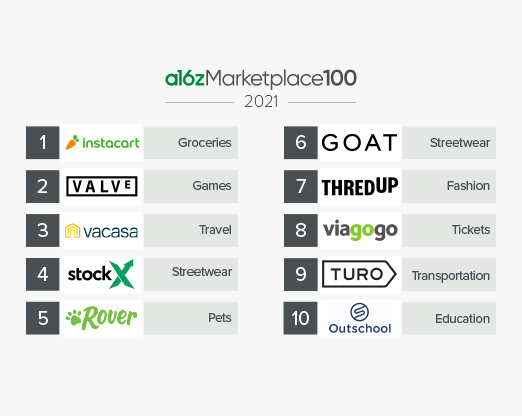 a16zMarketplace100
2021
1 instacart Groceries
2 VALVE Games
3 vacasa Travel
4 stockX Streetwear
5 Rover Pets
6 GOAT Streetwear
7 THREDUP Fashion
8 viagogo Tickets
9 TURO Transportation
10 Outschool Education